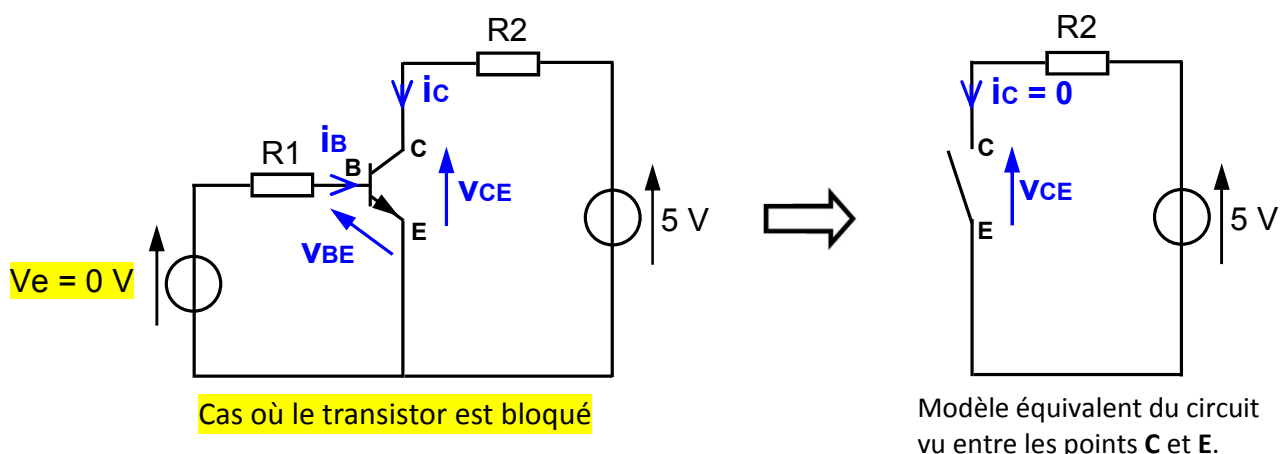 R2
iC
iB
R1
B
C
E
vCE
vBE
5 V
Ve = 0 V
Cas où le transistor est bloqué
R2
iC = 0
C
vCE
E
5 V
Modèle équivalent du circuit
vu entre les points C et E.